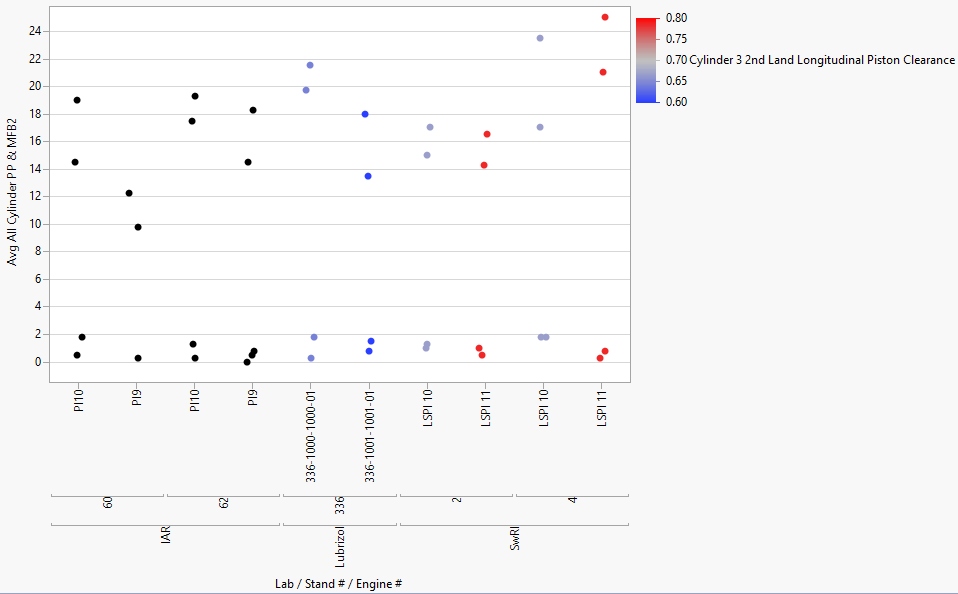 Avg All Cylinder P P & MFB2
24
22
20
18
16
14
12
10
8
6
4
2
0
0.80
0.75
0.70 Cylinder 3 2nd Land Longitudinal Piston Clearance
0.65
0.60
PI10
PI9
PI10
PI9
336-1000-1000-01
336-1001-1001-01
LSPI 10
LSPI 11
LSPI 10
LSPI 11
60
62
336
2
4
IAR
Lubrizol
SwRI
Lab / Stand # / Engine #